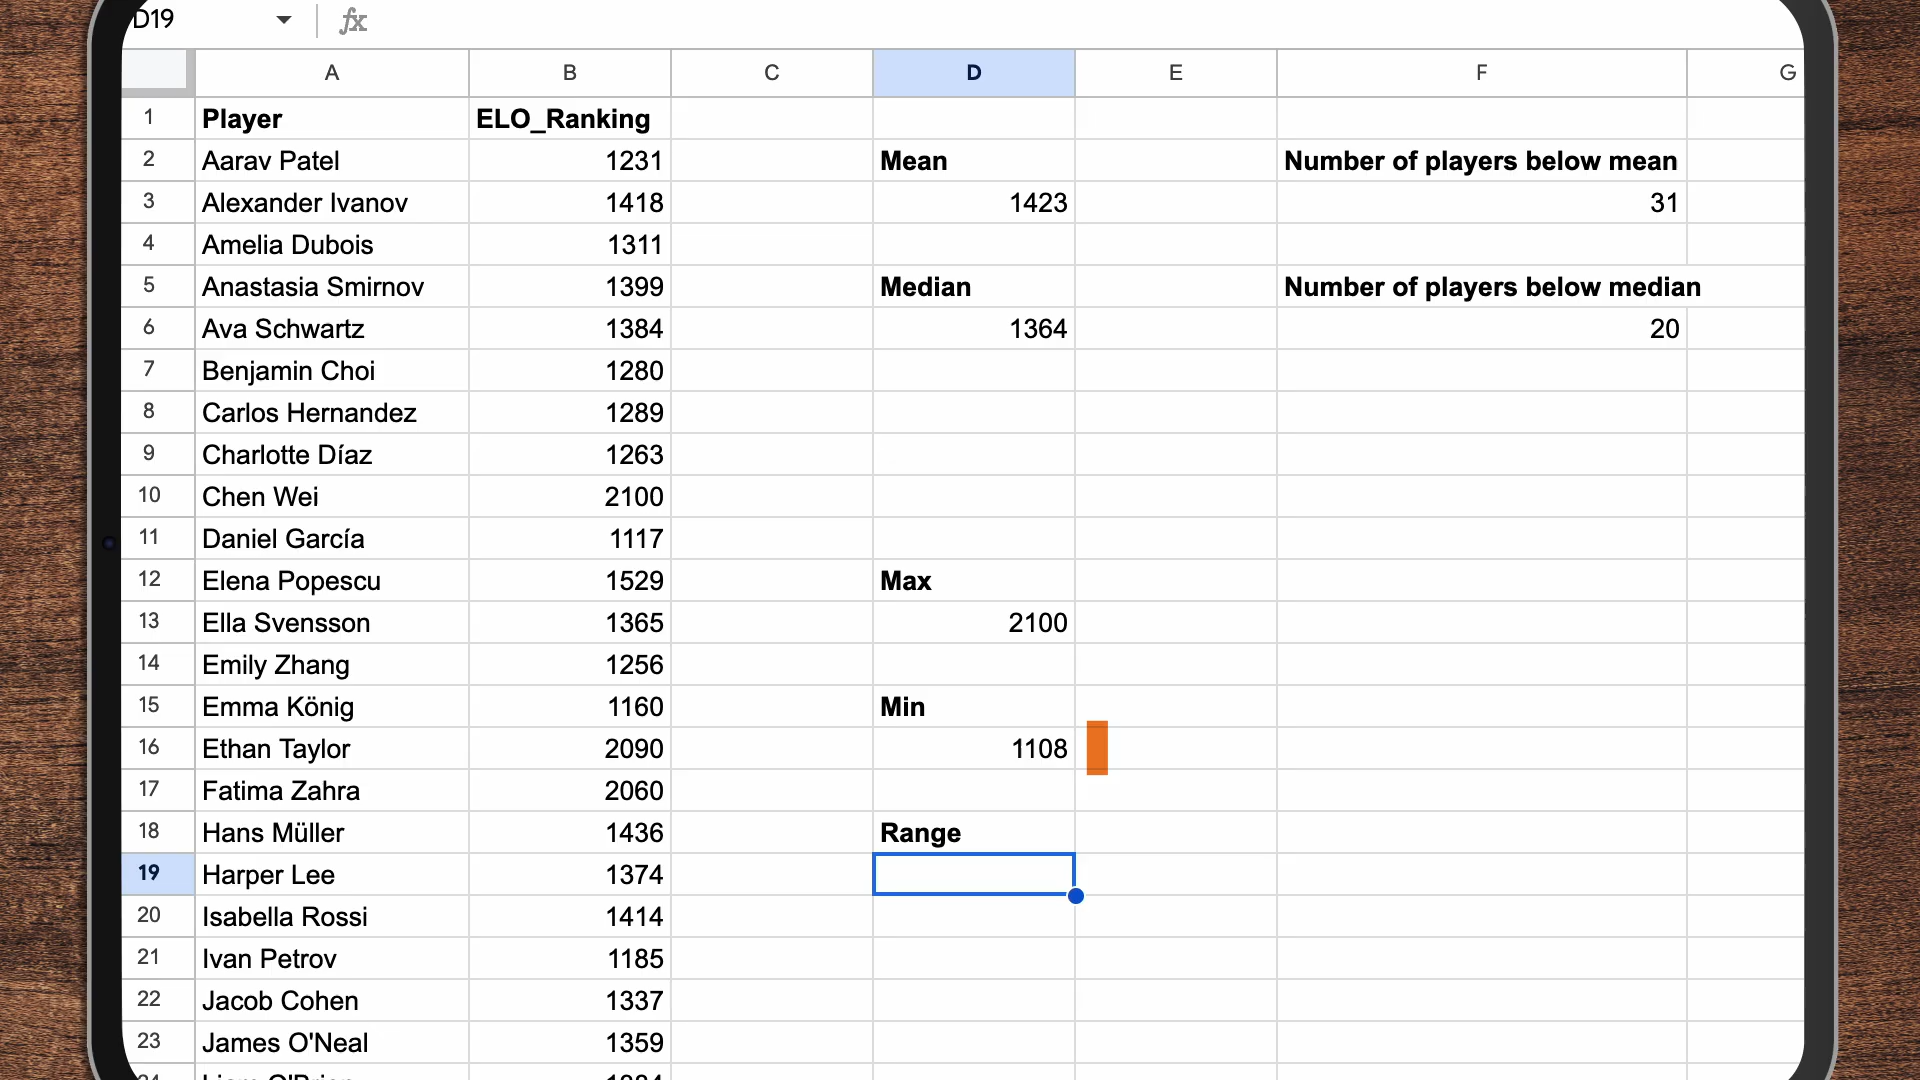 D19 fx
A B C D E F G
1 Player ELO_Ranking
2 Aarav Patel 1231 Mean Number of players below mean
3 Alexander Ivanov 1418 1423 31
4 Amelia Dubois 1311
5 Anastasia Smirnov 1399 Median Number of players below median
6 Ava Schwartz 1384 1364 20
7 Benjamin Choi 1280
8 Carlos Hernandez 1289
9 Charlotte Díaz 1263
10 Chen Wei 2100
11 Daniel García 1117
12 Elena Popescu 1529 Max
13 Ella Svensson 1365 2100
14 Emily Zhang 1256
15 Emma König 1160 Min
16 Ethan Taylor 2090 1108
17 Fatima Zahra 2060
18 Hans Müller 1436 Range
19 Harper Lee 1374
20 Isabella Rossi 1414
21 Ivan Petrov 1185
22 Jacob Cohen 1337
23 James O'Neal 1359